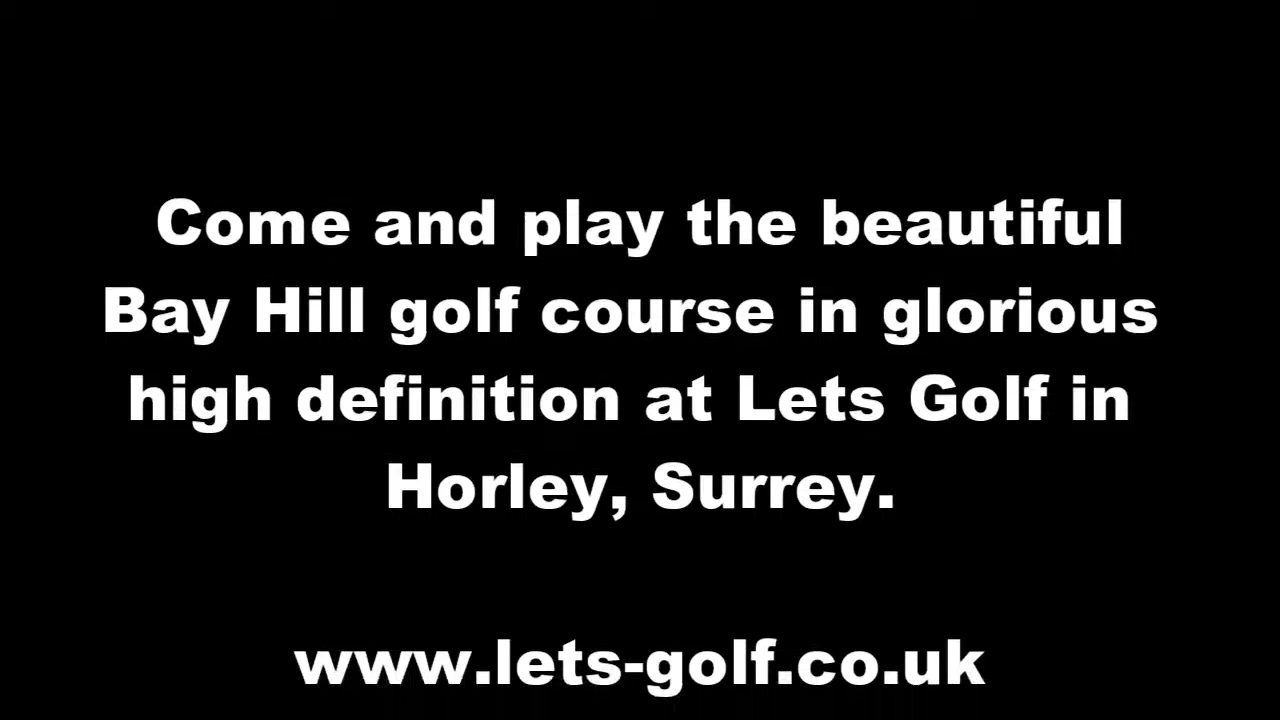 Come and play the beautiful
Bay Hill golf course in glorious
high definition at Lets Golf in
Horley, Surrey.
www.lets-golf.co.uk